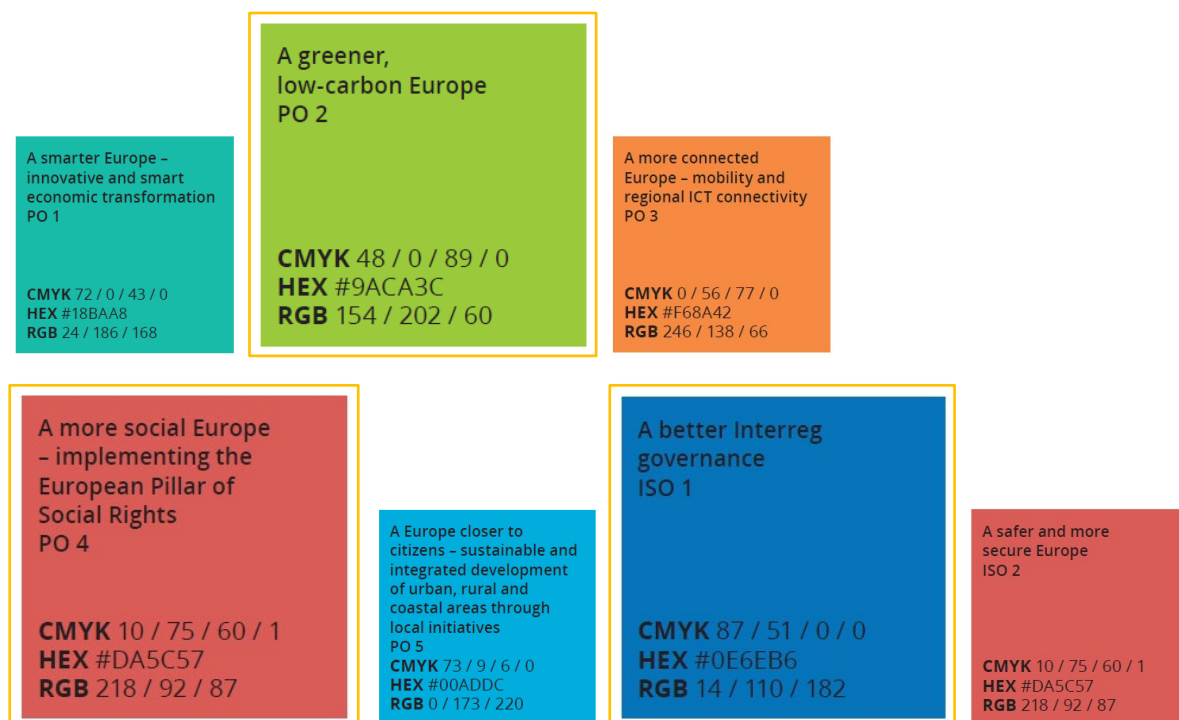 A smarter Europe –
innovative and smart
economic transformation
PO 1
CMYK 72 / 0 / 43 / 0
HEX #18BAA8
RGB 24 / 186 / 168
A greener,
low-carbon Europe
PO 2
CMYK 48 / 0 / 89 / 0
HEX #9ACA3C
RGB 154 / 202 / 60
A more connected
Europe – mobility and
regional ICT connectivity
PO 3
CMYK 0 / 56 / 77 / 0
HEX #F68A42
RGB 246 / 138 / 66
A more social Europe
– implementing the
European Pillar of
Social Rights
PO 4
CMYK 10 / 75 / 60 / 1
HEX #DA5C57
RGB 218 / 92 / 87
A Europe closer to
citizens – sustainable and
integrated development
of urban, rural and
coastal areas through
local initiatives
PO 5
CMYK 73 / 9 / 6 / 0
HEX #00ADDC
RGB 0 / 173 / 220
A better Interreg
governance
ISO 1
CMYK 87 / 51 / 0 / 0
HEX #0E6EB6
RGB 14 / 110 / 182
A safer and more
secure Europe
ISO 2
CMYK 10 / 75 / 60 / 1
HEX #DA5C57
RGB 218 / 92 / 87